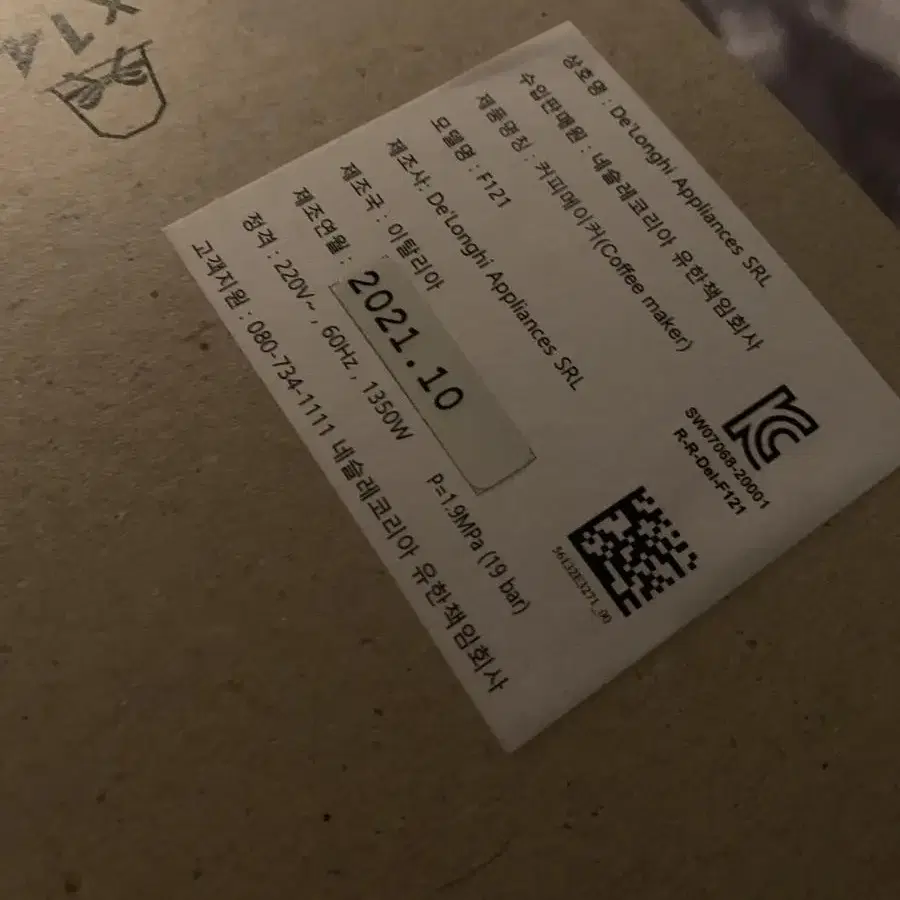 x14
상호명 : De'Longhi Appliances SRL
수입판매원 : 네슬레코리아 유한책임회사
제품명칭 : 커피메이커(Coffee maker)
모델명 : F121
제조사: De'Longhi Appliances SRL
제조국 : 이탈리아
제조연월 : 2021.10
정격 : 220V~ , 60Hz , 1350W P=1.9MPa (19 bar)
고객지원 : 080-734-1111 네슬레코리아 유한책임회사
SW07068-20001
R-R-Del-F121
56132E3271_00